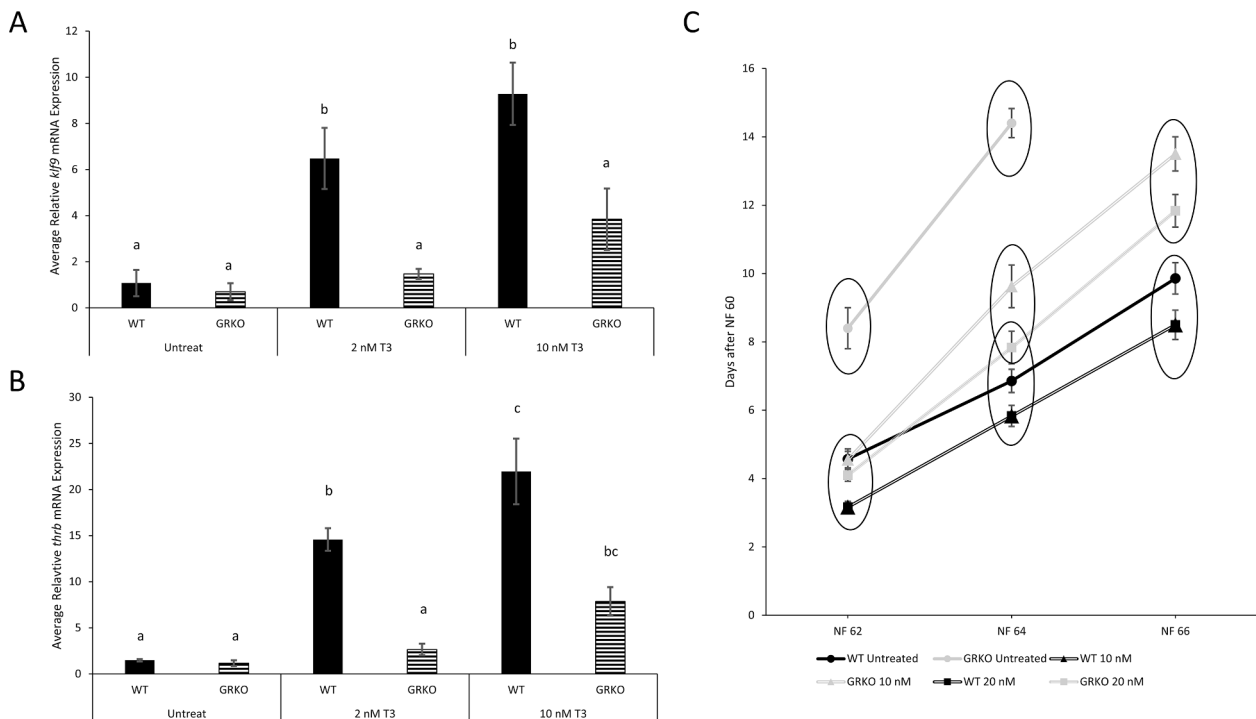 A
Average Relative klf9 mRNA Expression
12
10
8
6
4
2
0
a
a
b
a
b
a
WT
GRKO
WT
GRKO
WT
GRKO
Untreat
2 nM T3
10 nM T3
B
Average Relavtive thrb mRNA Expression
30
25
20
15
10
5
0
a
a
b
a
c
bc
WT
GRKO
WT
GRKO
WT
GRKO
Untreat
2 nM T3
10 nM T3
C
Days after NF 60
16
14
12
10
8
6
4
2
0
NF 62
NF 64
NF 66
WT Untreated
GRKO Untreated
WT 10 nM
GRKO 10 nM
WT 20 nM
GRKO 20 nM